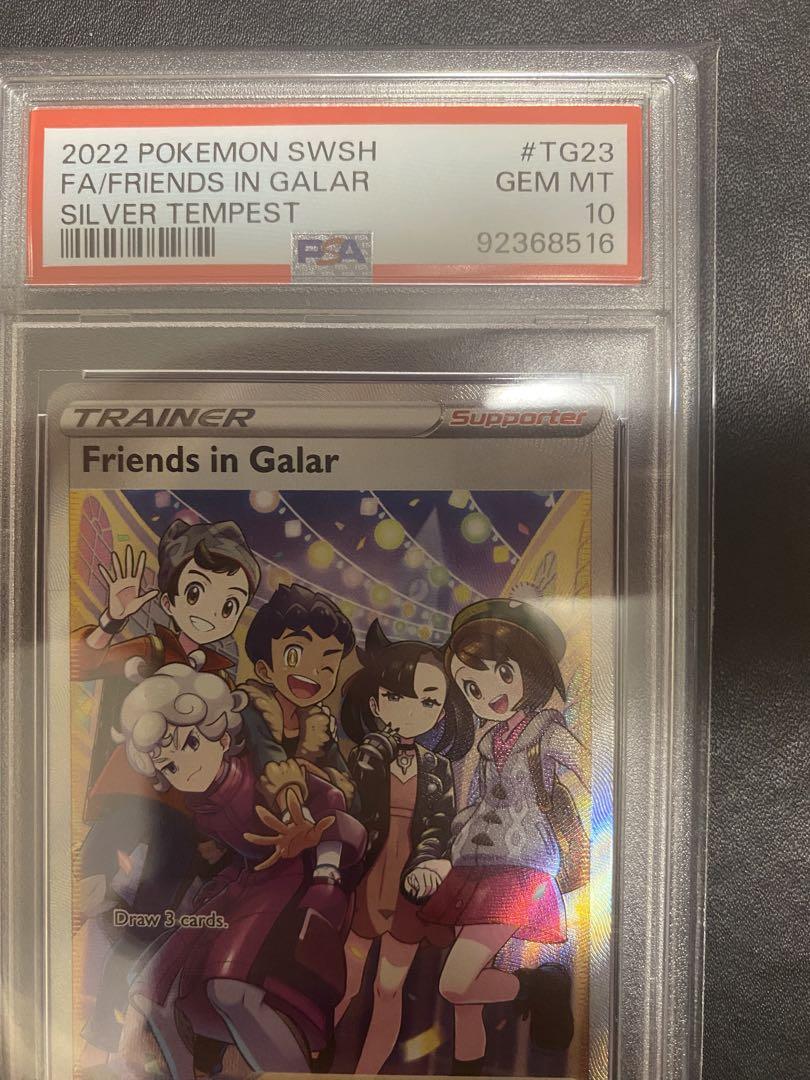 2022 POKEMON SWSH #TG23
FA/FRIENDS IN GALAR GEM MT
SILVER TEMPEST 10
PSA 92368516
TRAINER Supporter
Friends in Galar
Draw 3 cards.